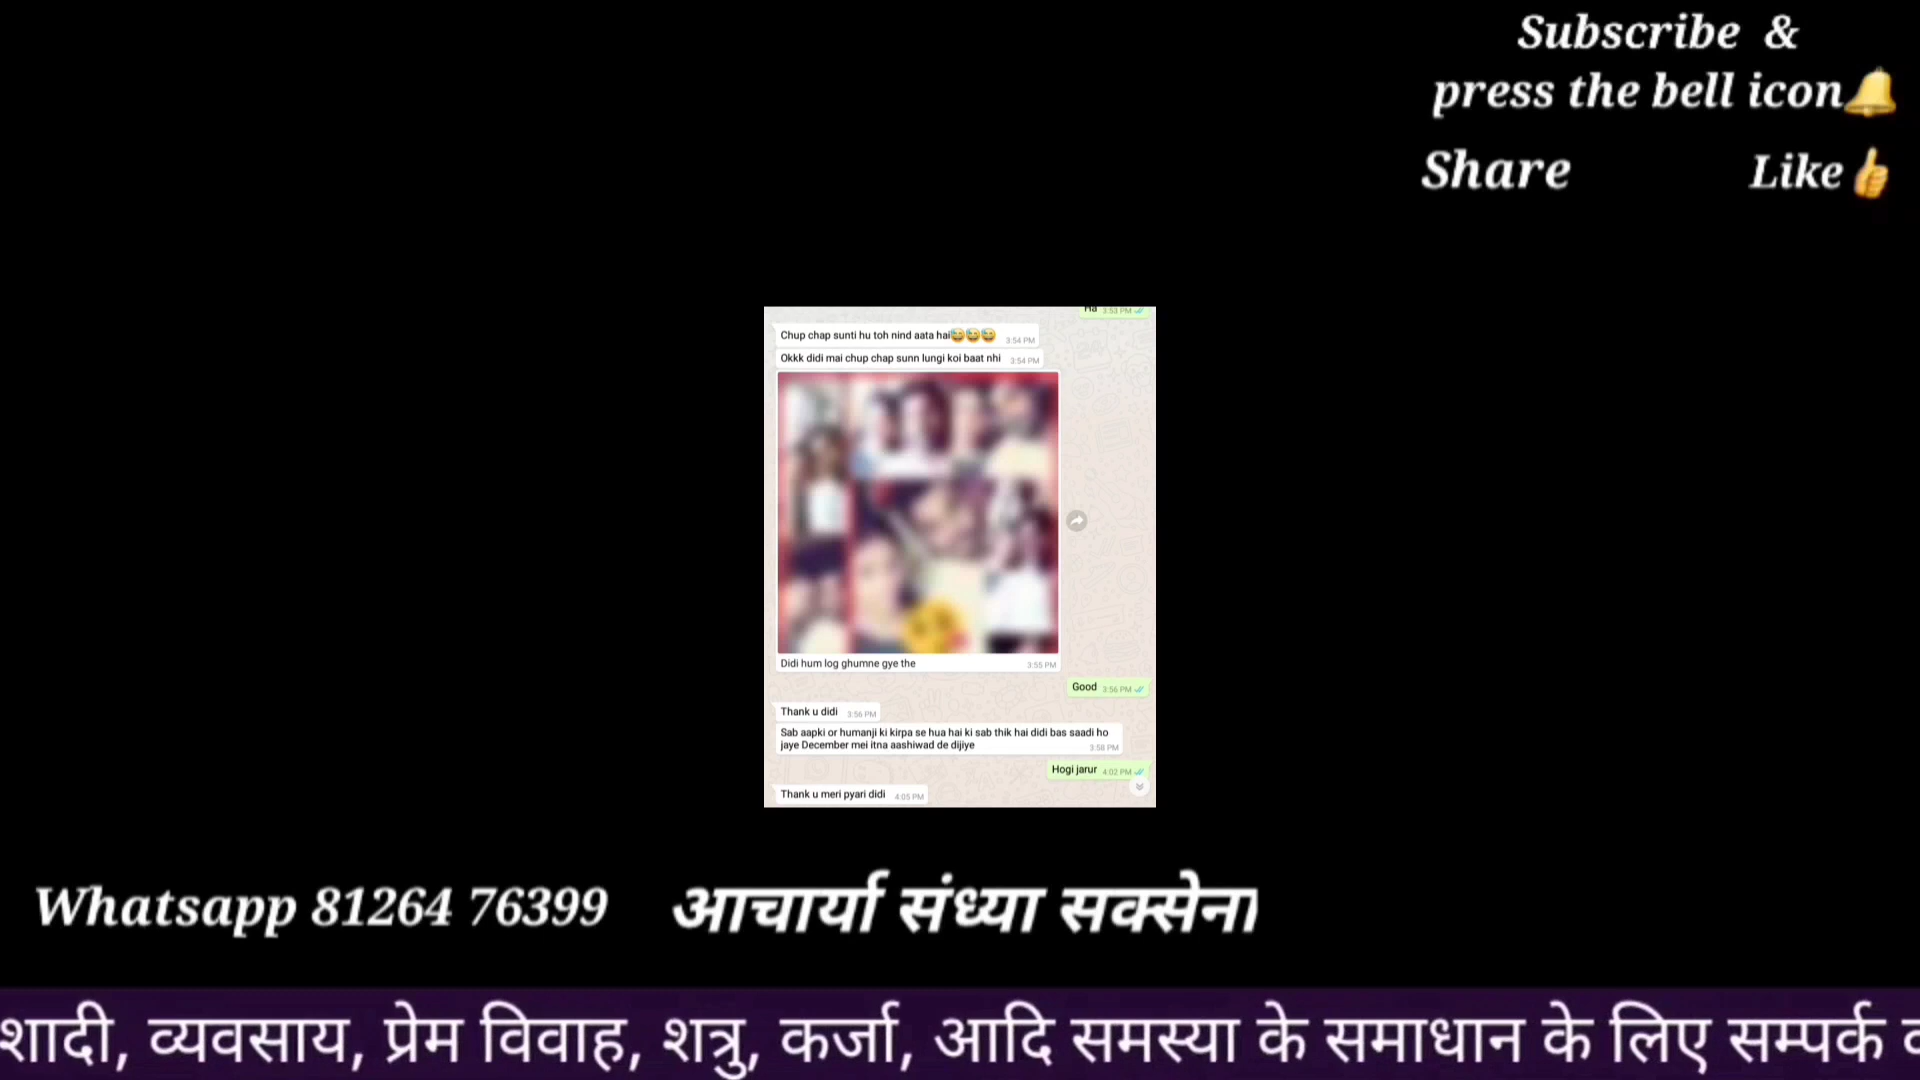 Subscribe &
press the bell icon🔔
Share Like👍
Ha 3:53 PM
Chup chap sunti hu toh nind aata hai😅😅😅 3:54 PM
Okkk didi mai chup chap sunn lungi koi baat nhi 3:54 PM
Didi hum log ghumne gye the 3:55 PM
Good 3:56 PM
Thank u didi 3:56 PM
Sab aapki or humanji ki kirpa se hua hai ki sab thik hai didi bas saadi ho
jaye December mei itna aashiwad de dijiye 3:58 PM
Hogi jarur 4:02 PM
Thank u meri pyari didi 4:05 PM
Whatsapp 81264 76399 आचार्या संध्या सक्सेना
शादी, व्यवसाय, प्रेम विवाह, शत्रु, कर्जा, आदि समस्या के समाधान के लिए सम्पर्क